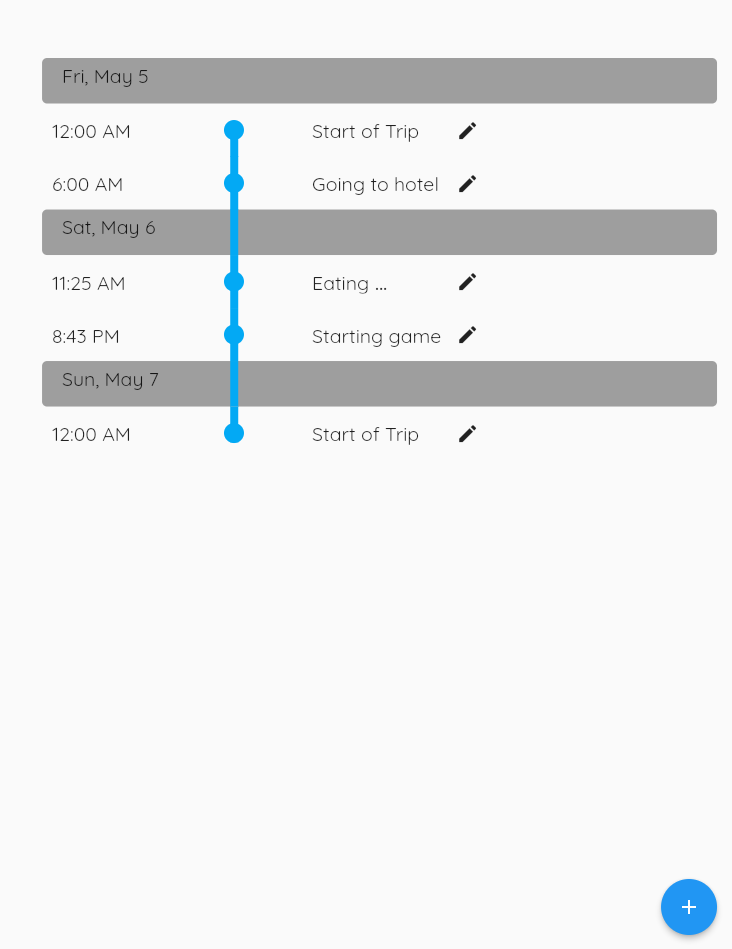 Fri, May 5
12:00 AM Start of Trip
6:00 AM Going to hotel
Sat, May 6
11:25 AM Eating ...
8:43 PM Starting game
Sun, May 7
12:00 AM Start of Trip